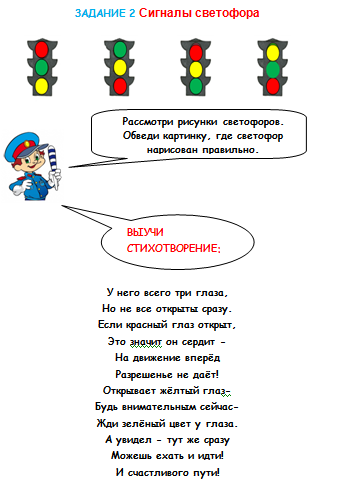 ЗАДАНИЕ 2 Сигналы светофора
Рассмотри рисунки светофоров.
Обведи картинку, где светофор
нарисован правильно.
ВЫУЧИ
СТИХОТВОРЕНИЕ:
У него всего три глаза,
Но не все открыты сразу.
Если красный глаз открыт,
Это значит он сердит –
На движение вперёд
Разрешенье не даёт!
Открывает жёлтый глаз–
Будь внимательным сейчас–
Жди зелёный цвет у глаза.
А увидел - тут же сразу
Можешь ехать и идти!
И счастливого пути!